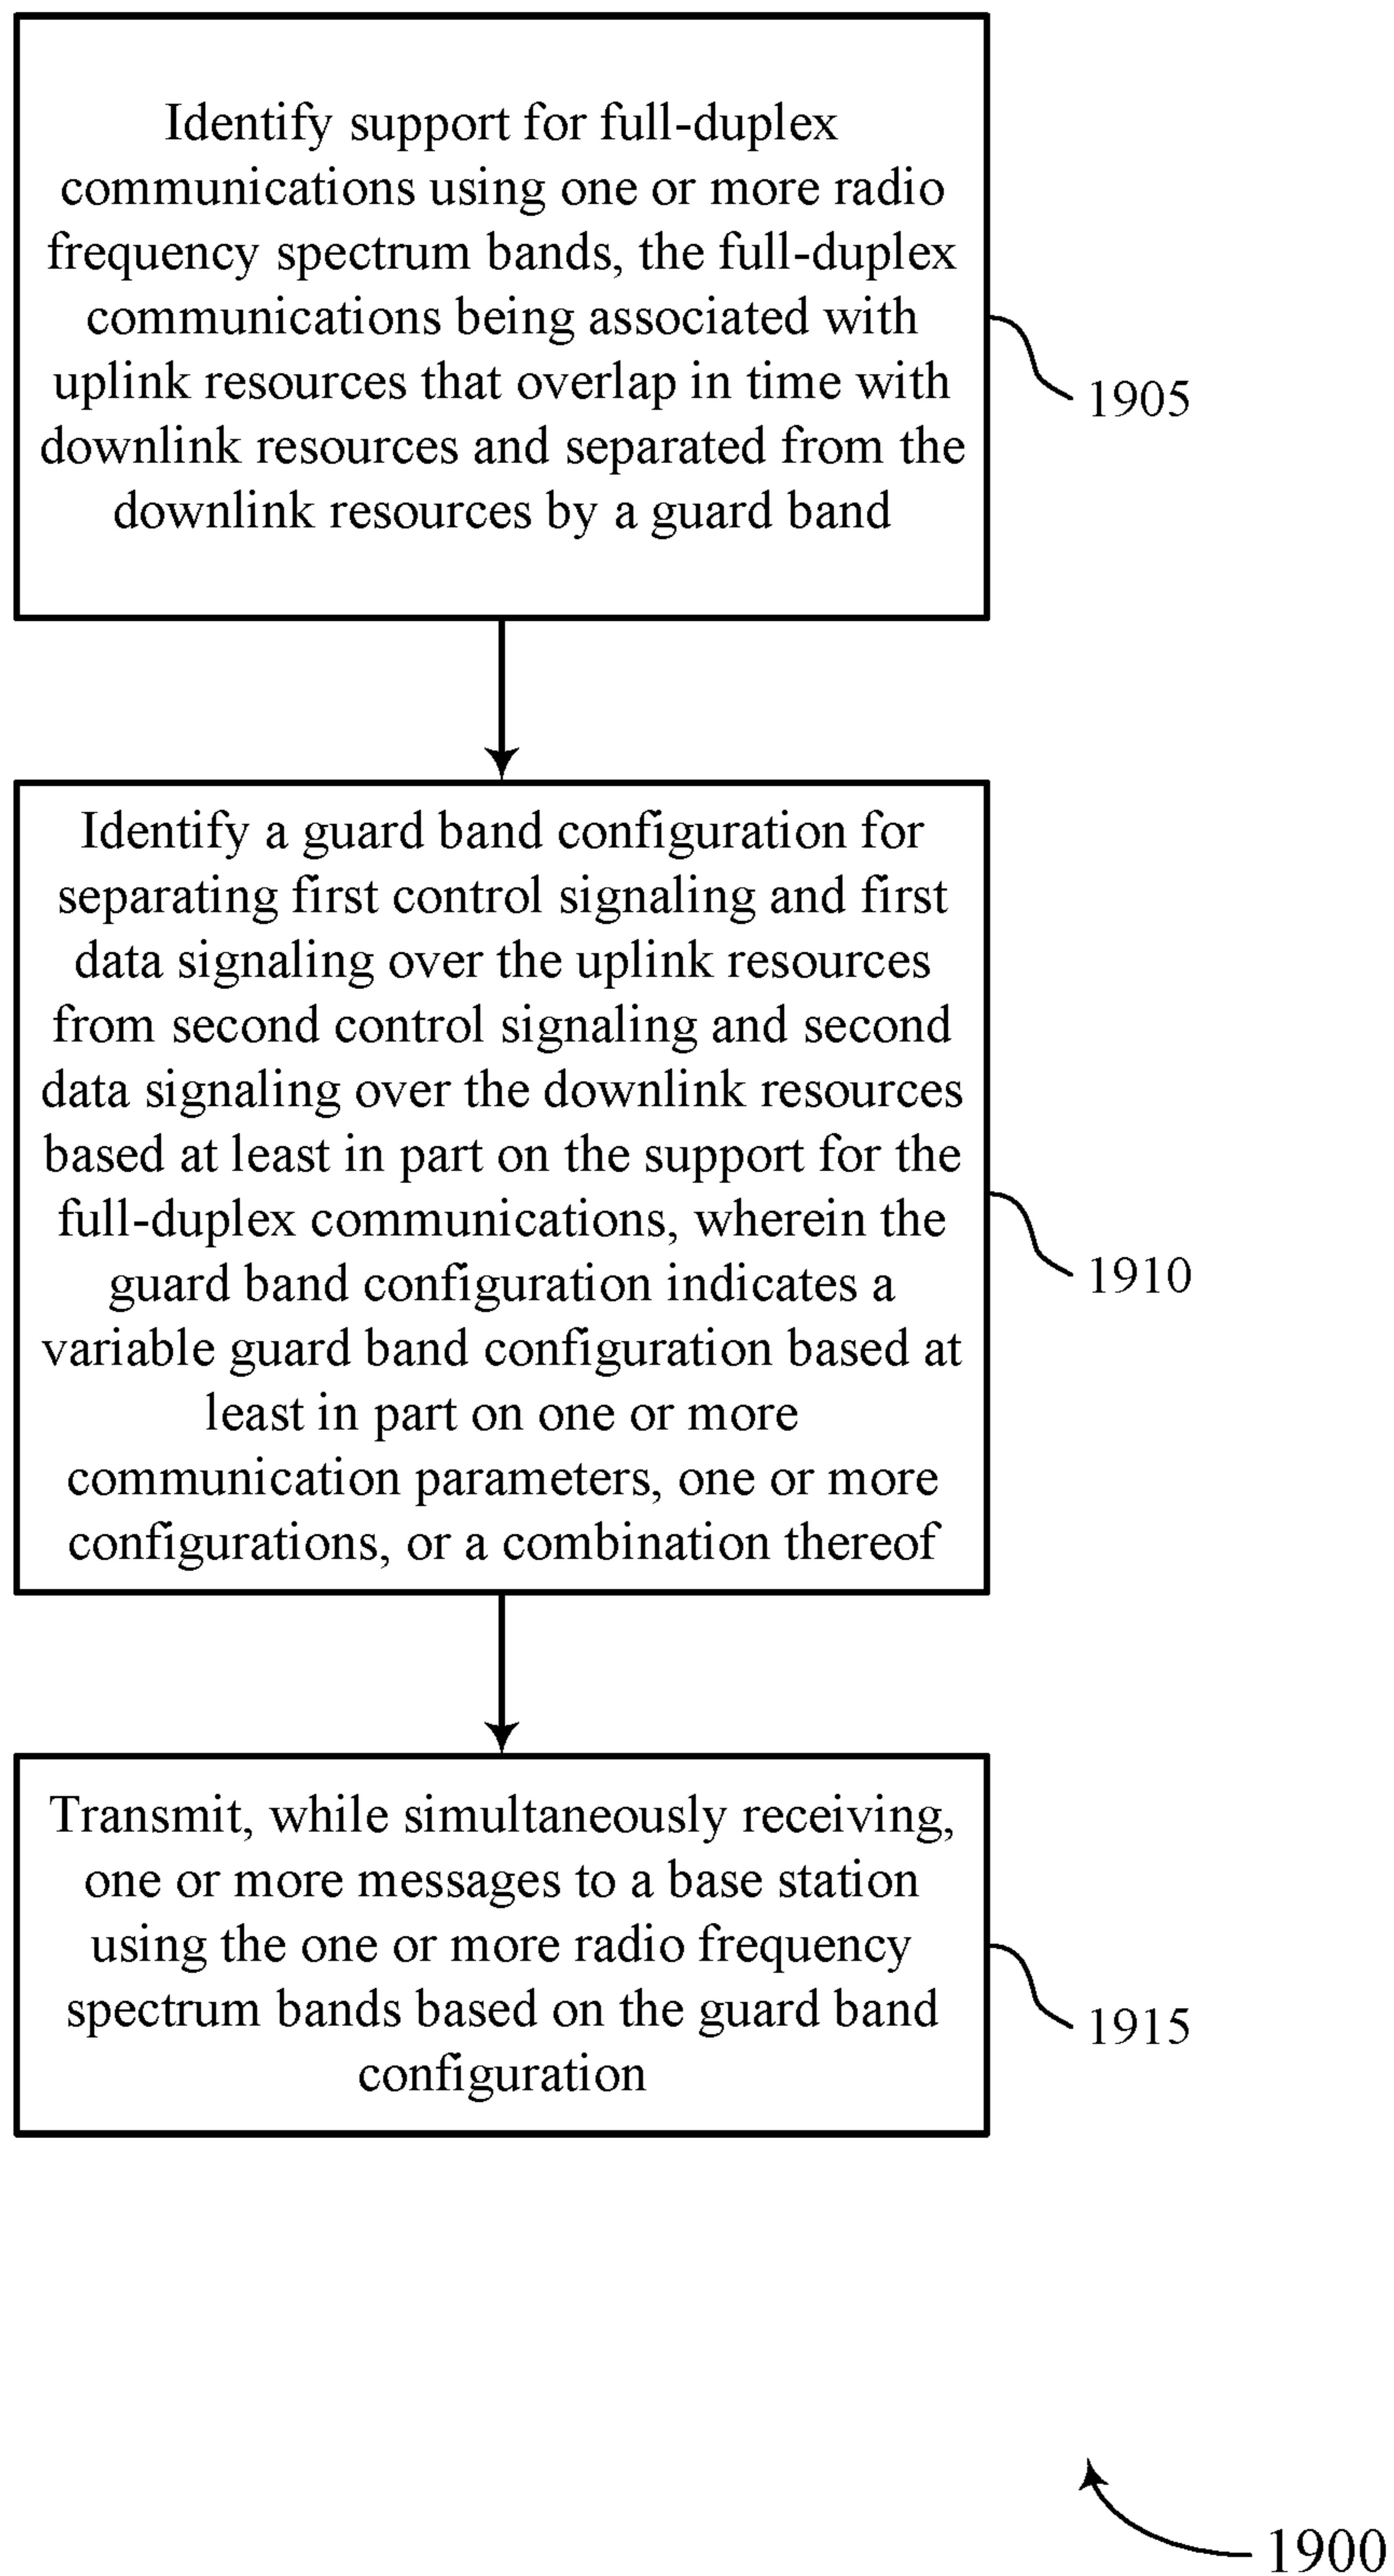 Identify support for full-duplex
communications using one or more radio
frequency spectrum bands, the full-duplex
communications being associated with
uplink resources that overlap in time with
downlink resources and separated from the
downlink resources by a guard band
1905
Identify a guard band configuration for
separating first control signaling and first
data signaling over the uplink resources
from second control signaling and second
data signaling over the downlink resources
based at least in part on the support for the
full-duplex communications, wherein the
guard band configuration indicates a
variable guard band configuration based at
least in part on one or more
communication parameters, one or more
configurations, or a combination thereof
1910
Transmit, while simultaneously receiving,
one or more messages to a base station
using the one or more radio frequency
spectrum bands based on the guard band
configuration
1915
1900